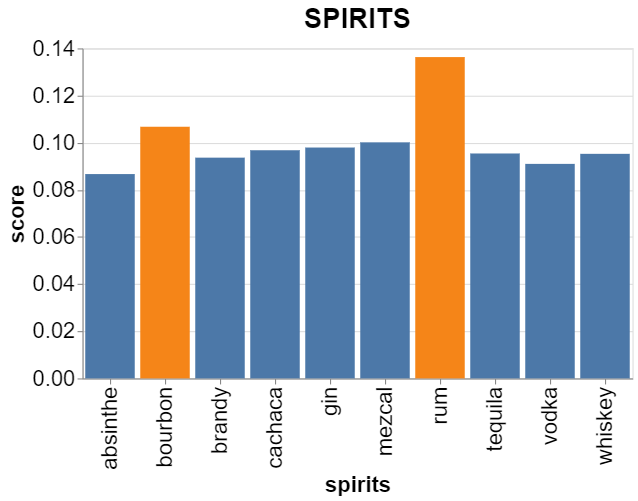 SPIRITS
score
0.14
0.12
0.10
0.08
0.06
0.04
0.02
0.00
absinthe
bourbon
brandy
cachaca
gin
mezcal
rum
tequila
vodka
whiskey
spirits